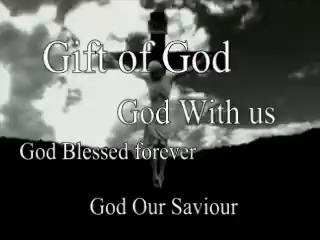 Gift of God
God With us
God Blessed forever
God Our Saviour